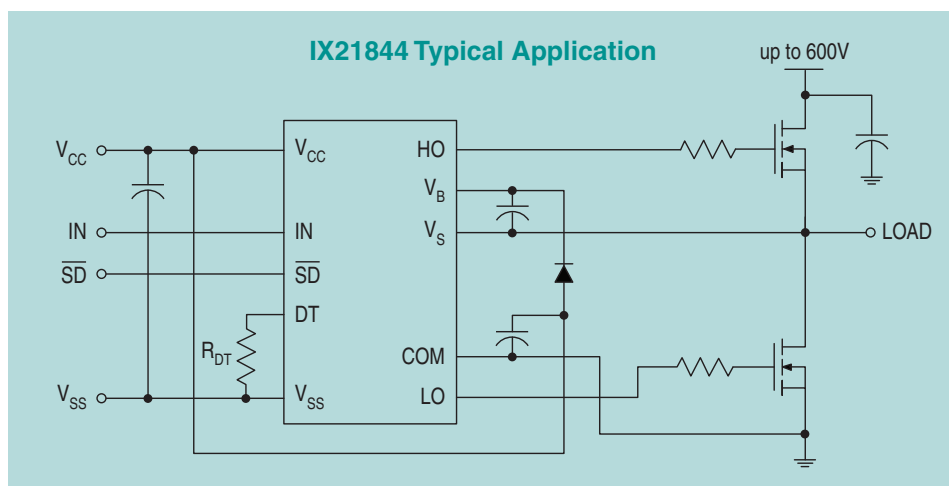 IX21844 Typical Application
up to 600V
VCC
VCC
HO
VB
IN
IN
VS
LOAD
SD
SD
DT
RDT
COM
VSS
VSS
LO